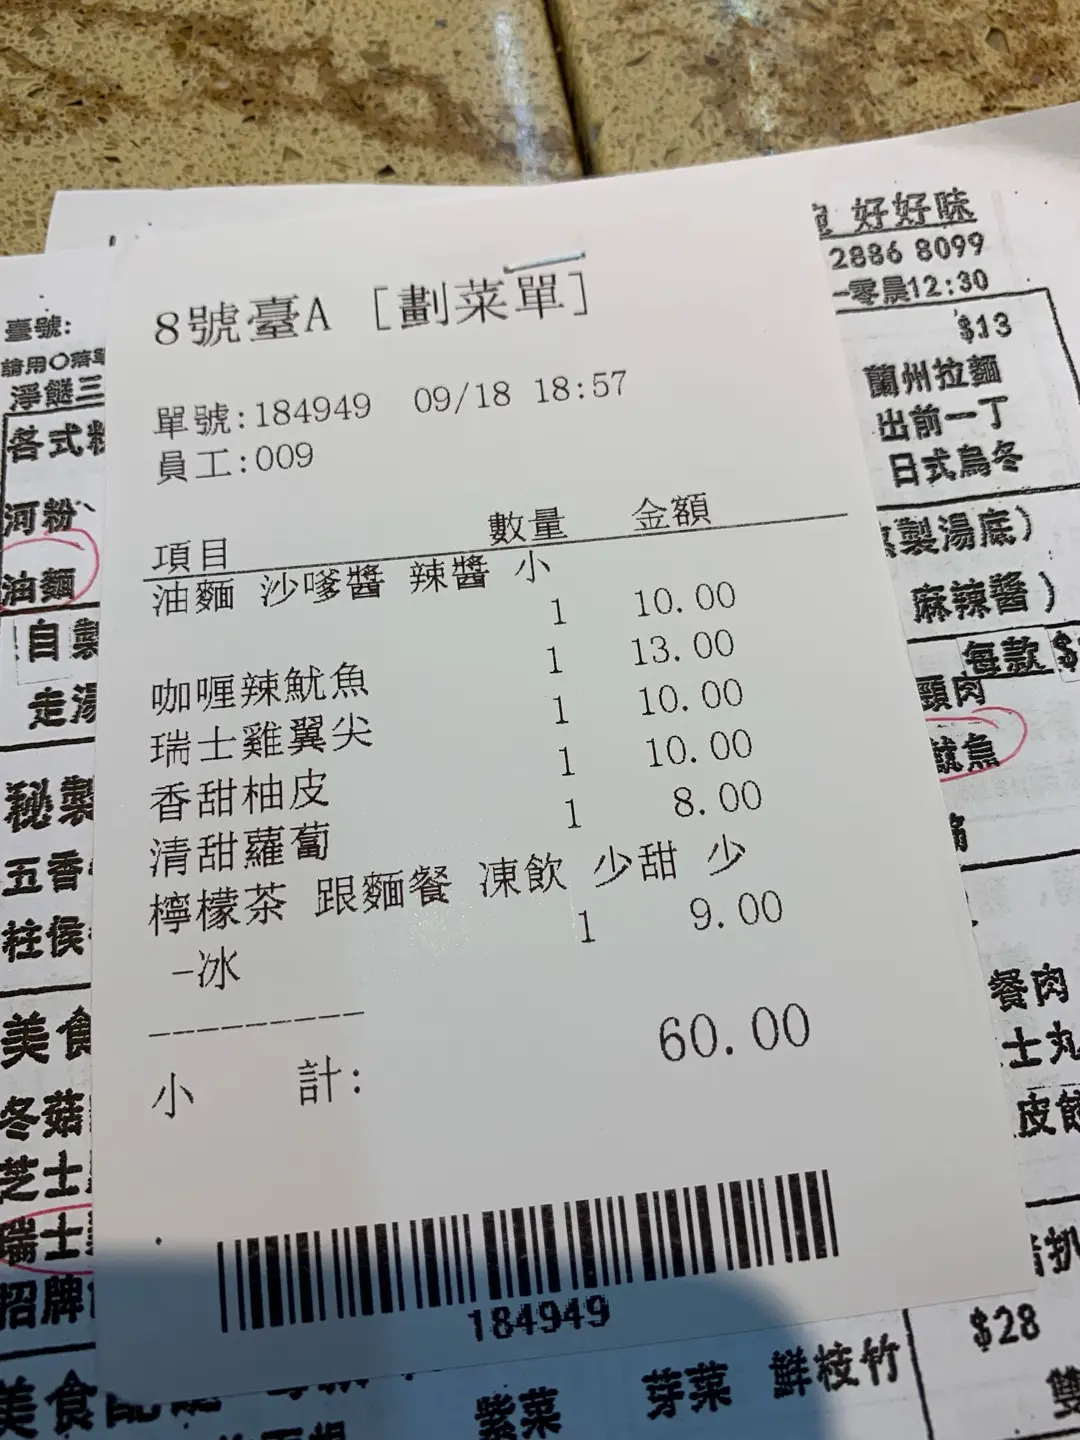 好好味
2886 8099
零晨12:30
臺號:
$13
蘭州拉麵
出前一丁
日式烏冬
各式
河粉
油麵
製湯底)
麻辣醬)
自製
每款
走湯
頸肉
魷魚
秘製
五香
柱侯
餐肉
士丸
美食
冬菇
芝士
瑞士
招牌
$28
美食
紫菜
芽菜
鮮枝竹
8號臺A [劃菜單]
單號:184949 09/18 18:57
員工:009
項目 數量 金額
油麵 沙嗲醬 辣醬 小
1 10.00
咖喱辣魷魚 1 13.00
瑞士雞翼尖 1 10.00
香甜柚皮 1 10.00
清甜蘿蔔 1 8.00
檸檬茶 跟麵餐 凍飲 少甜 少
-冰 1 9.00
----------
小 計: 60.00
184949